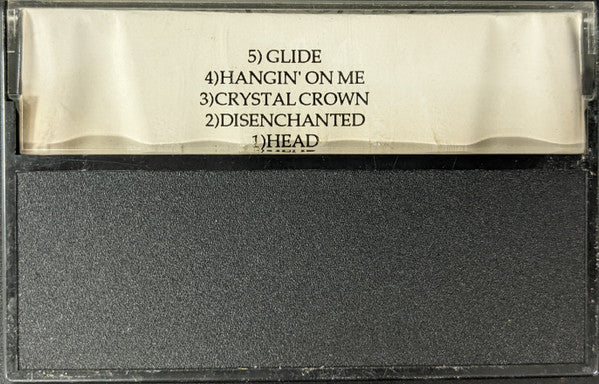 5) GLIDE
4)HANGIN' ON ME
3)CRYSTAL CROWN
2)DISENCHANTED
1)HEAD